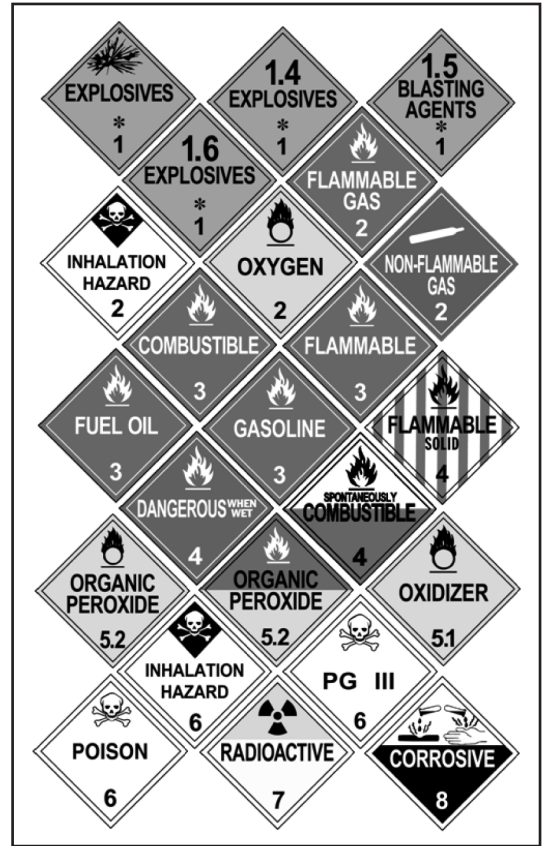 EXPLOSIVES
*
1
1.4
EXPLOSIVES
*
1
1.5
BLASTING
AGENTS
*
1
1.6
EXPLOSIVES
*
1
FLAMMABLE
GAS
2
INHALATION
HAZARD
2
OXYGEN
2
NON-FLAMMABLE
GAS
2
COMBUSTIBLE
3
FLAMMABLE
3
FUEL OIL
3
GASOLINE
3
FLAMMABLE
SOLID
4
DANGEROUS WHEN WET
4
SPONTANEOUSLY
COMBUSTIBLE
4
ORGANIC
PEROXIDE
5.2
ORGANIC
PEROXIDE
5.2
OXIDIZER
5.1
INHALATION
HAZARD
6
PG III
6
POISON
6
RADIOACTIVE
7
CORROSIVE
8